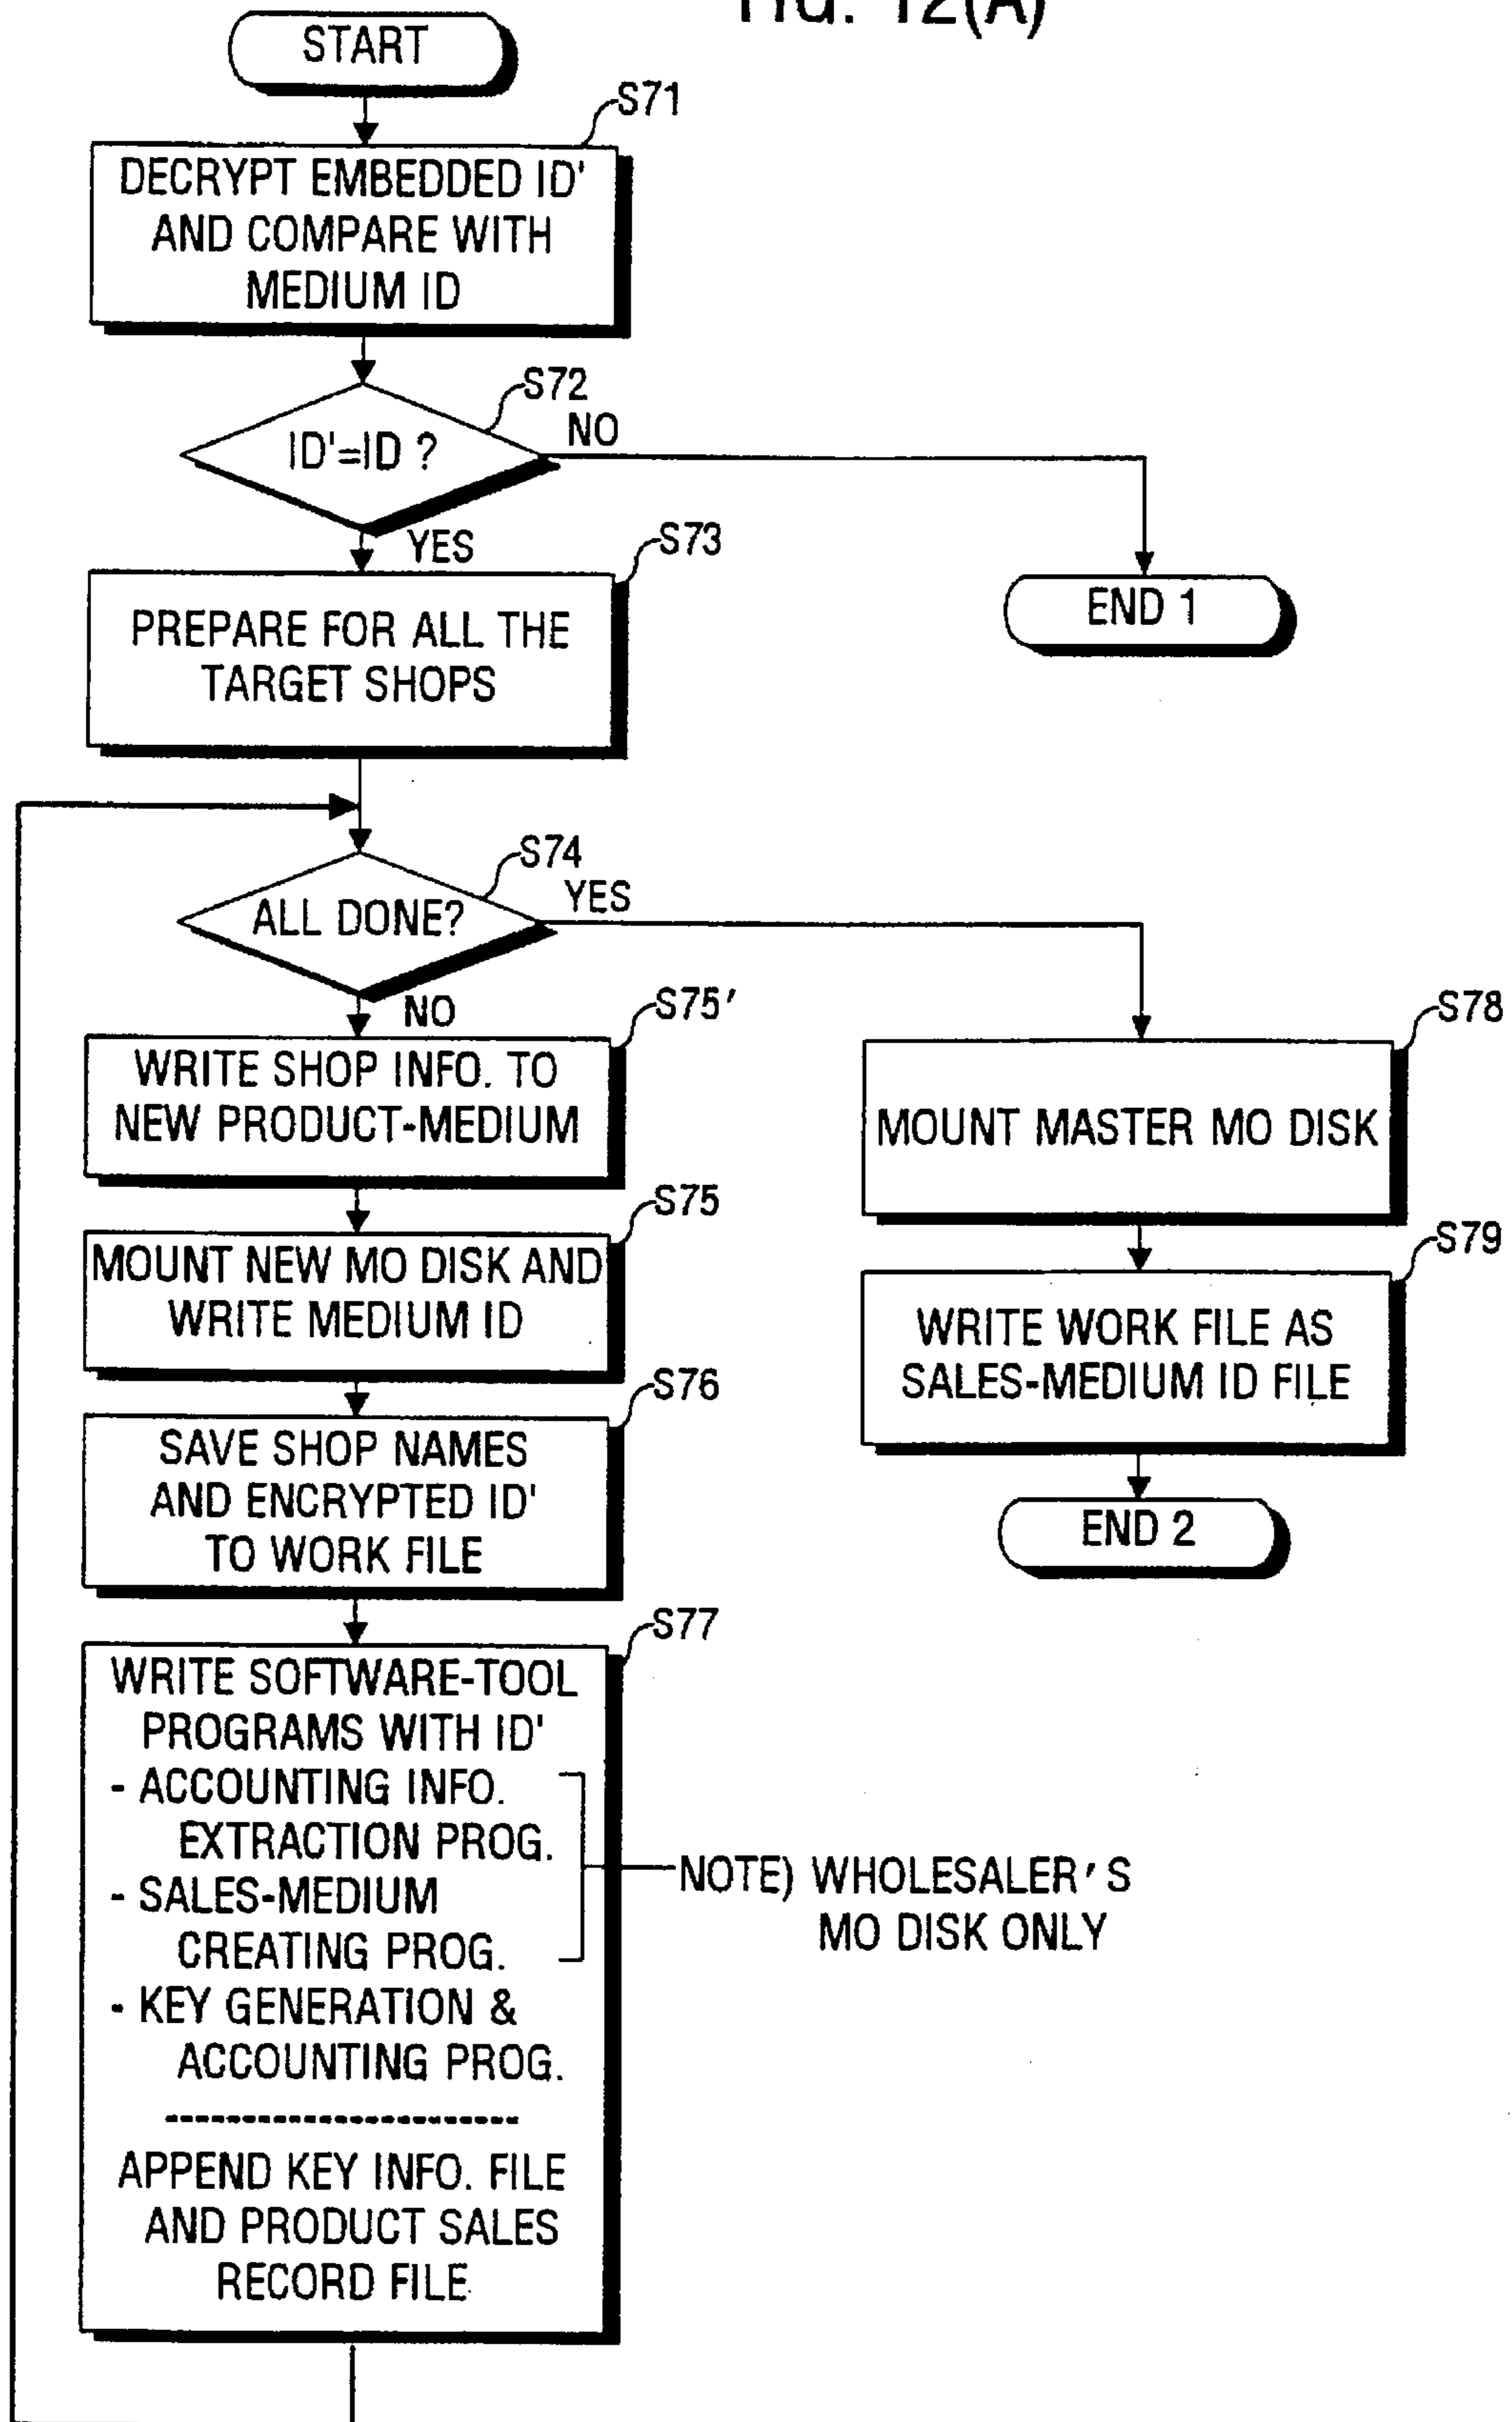 FIG. 12(A)
START
S71
DECRYPT EMBEDDED ID'
AND COMPARE WITH
MEDIUM ID
S72
ID'=ID ?
NO
YES
S73
PREPARE FOR ALL THE
TARGET SHOPS
END 1
S74
ALL DONE?
YES
NO
S75'
WRITE SHOP INFO. TO
NEW PRODUCT-MEDIUM
S75
MOUNT NEW MO DISK AND
WRITE MEDIUM ID
S76
SAVE SHOP NAMES
AND ENCRYPTED ID'
TO WORK FILE
S77
WRITE SOFTWARE-TOOL
PROGRAMS WITH ID'
- ACCOUNTING INFO.
EXTRACTION PROG.
- SALES-MEDIUM
CREATING PROG.
- KEY GENERATION &
ACCOUNTING PROG.
-----------------------
APPEND KEY INFO. FILE
AND PRODUCT SALES
RECORD FILE
NOTE) WHOLESALER'S
MO DISK ONLY
S78
MOUNT MASTER MO DISK
S79
WRITE WORK FILE AS
SALES-MEDIUM ID FILE
END 2